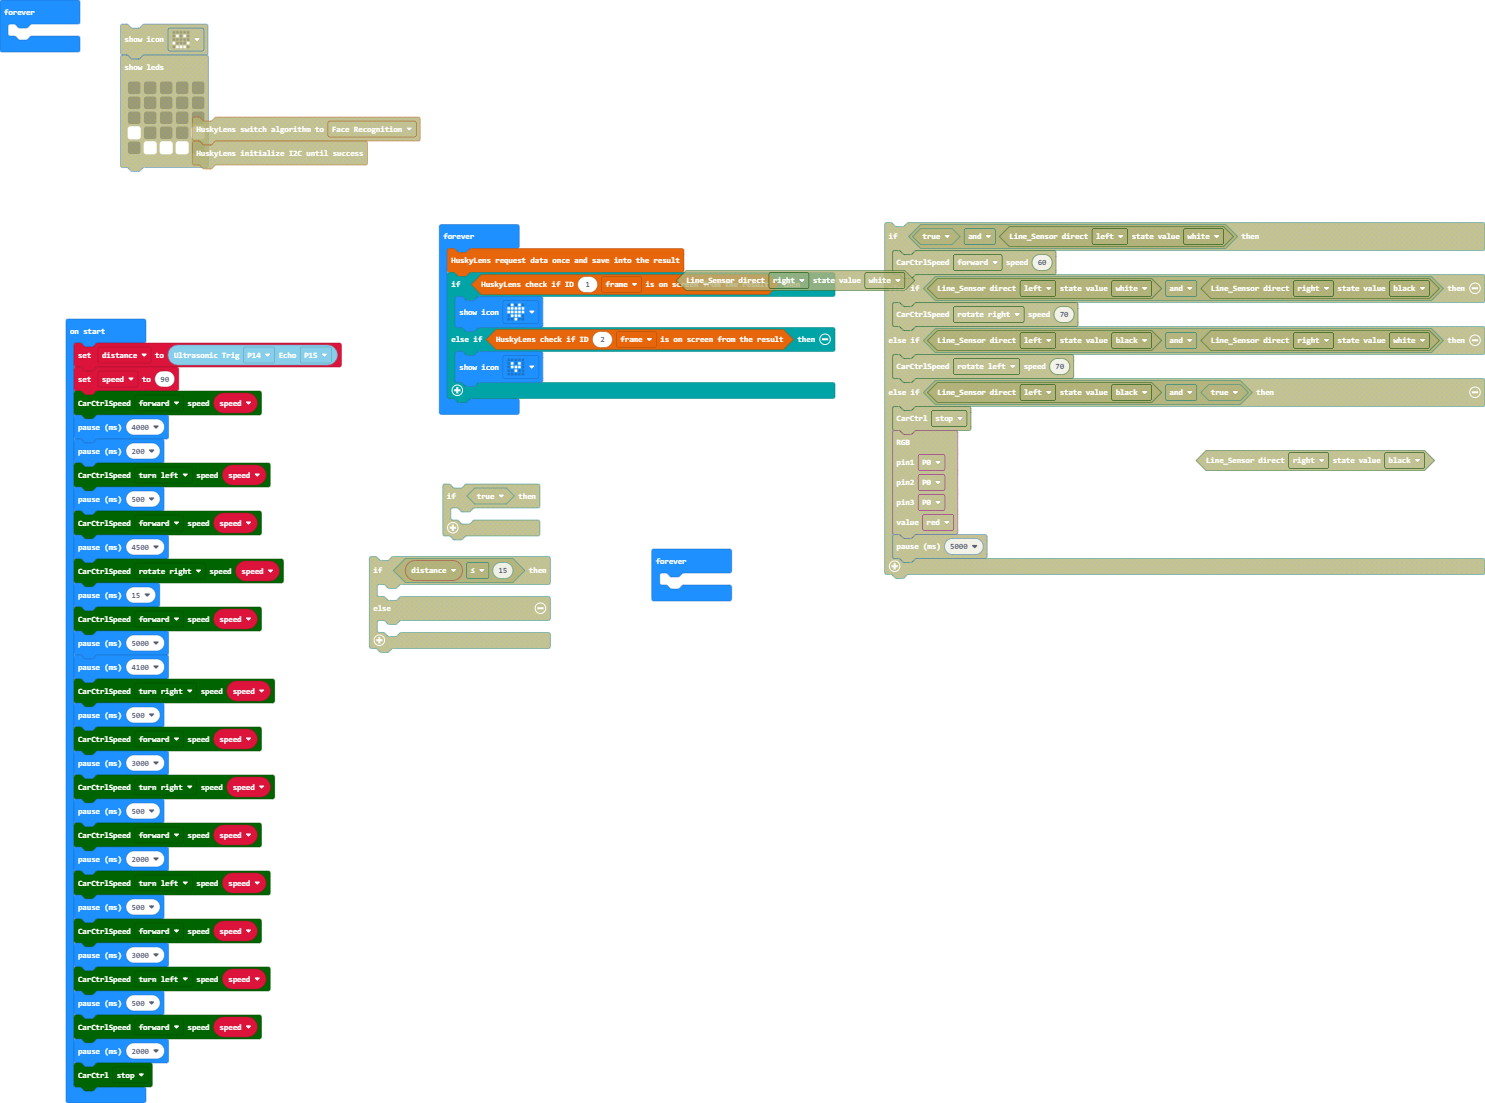 forever
show icon
show leds
HuskyLens switch algorithm to Face Recognition
HuskyLens initialize I2C until success
on start
set distance to Ultrasonic Trig P14 Echo P15
set speed to 90
CarCtrlSpeed forward speed speed
pause (ms) 4000
pause (ms) 200
CarCtrlSpeed turn left speed speed
pause (ms) 500
CarCtrlSpeed forward speed speed
pause (ms) 4500
CarCtrlSpeed rotate right speed speed
pause (ms) 15
CarCtrlSpeed forward speed speed
pause (ms) 5000
pause (ms) 4100
CarCtrlSpeed turn right speed speed
pause (ms) 500
CarCtrlSpeed forward speed speed
pause (ms) 3000
CarCtrlSpeed turn right speed speed
pause (ms) 500
CarCtrlSpeed forward speed speed
pause (ms) 2000
CarCtrlSpeed turn left speed speed
pause (ms) 500
CarCtrlSpeed forward speed speed
pause (ms) 3000
CarCtrlSpeed turn left speed speed
pause (ms) 500
CarCtrlSpeed forward speed speed
pause (ms) 2000
CarCtrl stop
forever
HuskyLens request data once and save into the result
if HuskyLens check if ID 1 frame is on
Line_Sensor direct right state value white
show icon
else if HuskyLens check if ID 2 frame is on screen from the result then
show icon
if true then
if distance ≤ 15 then
else
forever
if true and Line_Sensor direct left state value white then
CarCtrlSpeed forward speed 60
if Line_Sensor direct left state value white and Line_Sensor direct right state value black then
CarCtrlSpeed rotate right speed 70
else if Line_Sensor direct left state value black and Line_Sensor direct right state value white then
CarCtrlSpeed rotate left speed 70
else if Line_Sensor direct left state value black and true then
CarCtrl stop
RGB
pin1 P0
pin2 P0
pin3 P0
value red
pause (ms) 5000
Line_Sensor direct right state value black